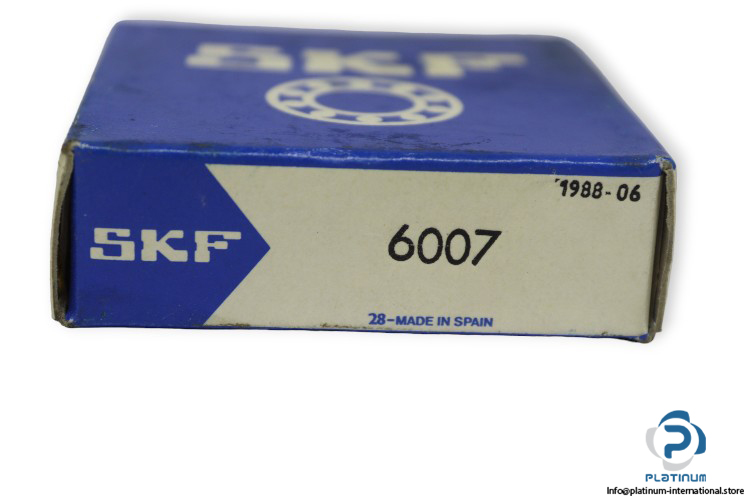 SKF
1988-06
SKF
6007
28-MADE IN SPAIN
PLATINUM
Info@platinum-international.store